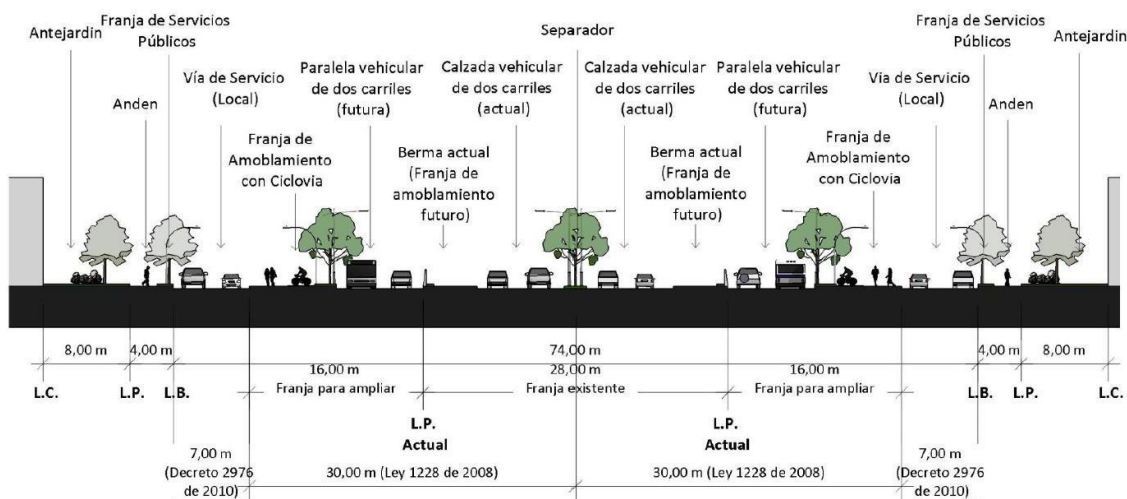 Franja de Servicios
Públicos
Antejardin
Anden
Vía de Servicio
(Local)
Franja de
Amoblamiento
con Ciclovia
Paralela vehicular
de dos carriles
(futura)
Berma actual
(Franja de
amoblamiento
futuro)
Calzada vehicular
de dos carriles
(actual)
Separador
Calzada vehicular
de dos carriles
(actual)
Berma actual
(Franja de
amoblamiento
futuro)
Paralela vehicular
de dos carriles
(futura)
Franja de
Amoblamiento
con Ciclovia
Vía de Servicio
(Local)
Franja de Servicios
Públicos
Anden
Antejardin
8,00 m
4,00 m
74,00 m
4,00 m
8,00 m
16,00 m
28,00 m
16,00 m
L.C.
L.P.
L.B.
Franja para ampliar
Franja existente
Franja para ampliar
L.B.
L.P.
L.C.
L.P.
Actual
L.P.
Actual
7,00 m
(Decreto 2976
de 2010)
30,00 m (Ley 1228 de 2008)
30,00 m (Ley 1228 de 2008)
7,00 m
(Decreto 2976
de 2010)